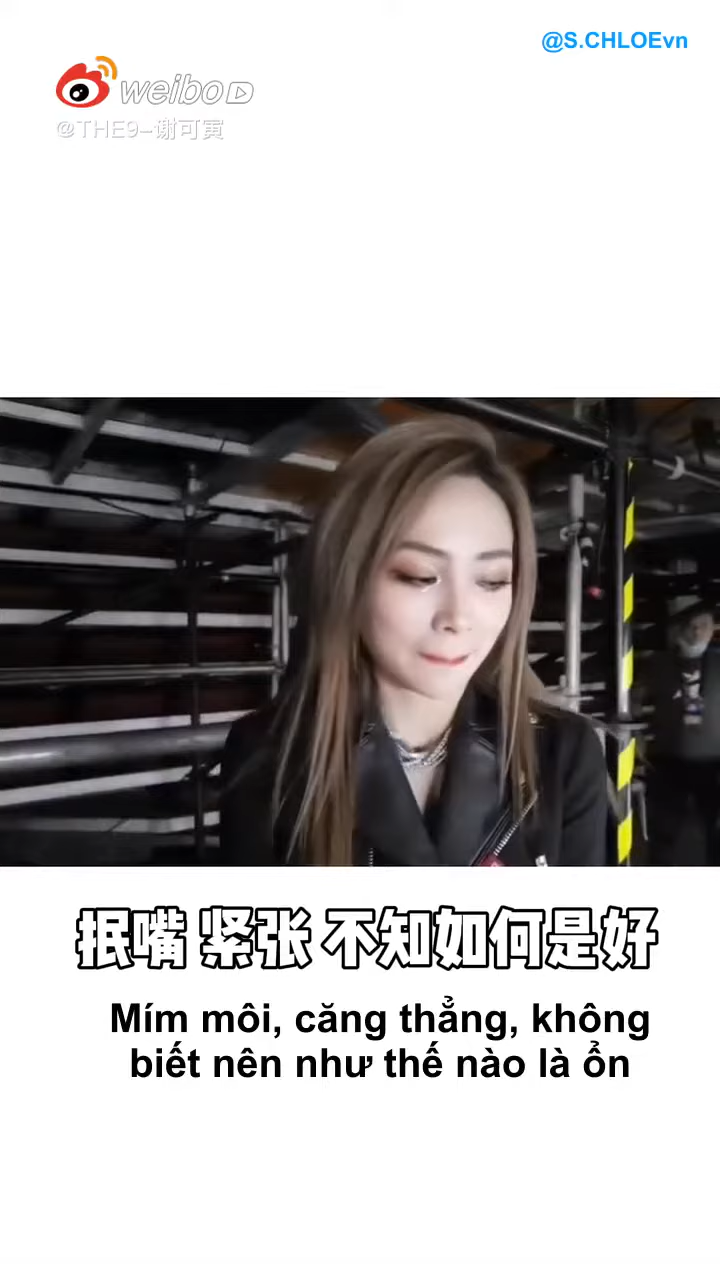 @S.CHLOEvn
weibo
@THE9-谢可寅
抿嘴 紧张 不知如何是好
Mím môi, căng thẳng, không
biết nên như thế nào là ổn